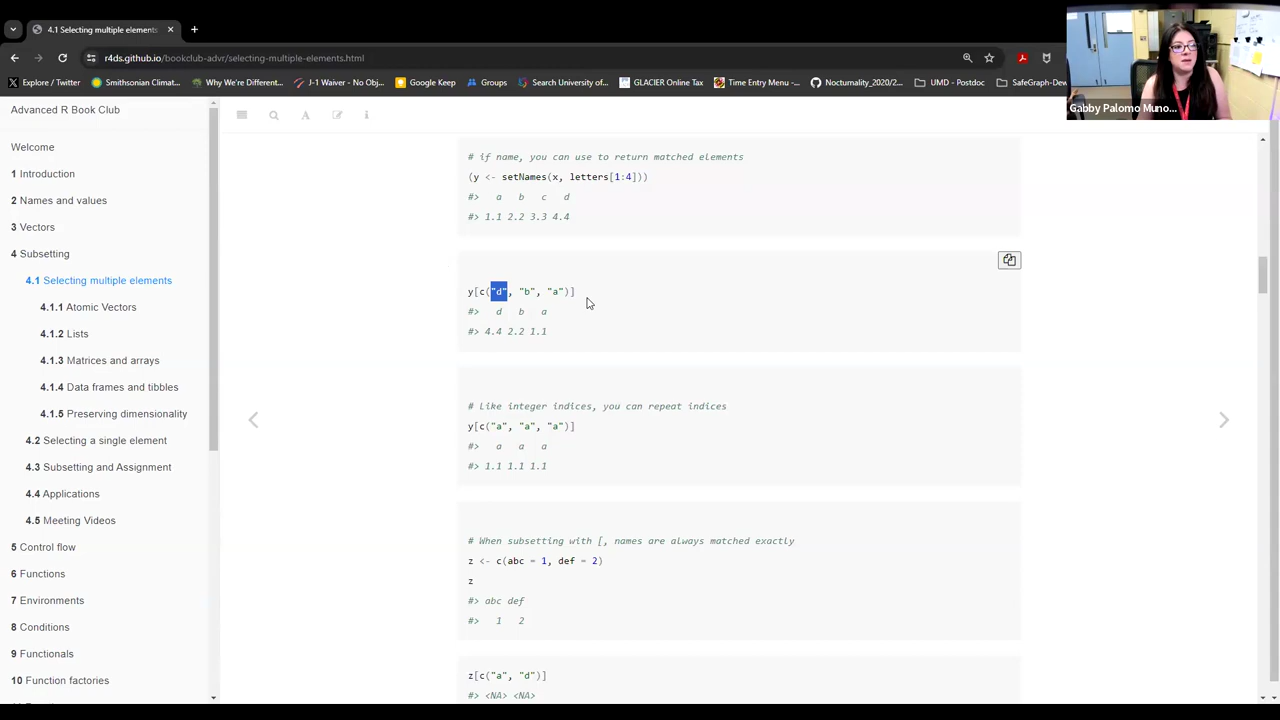 4.1 Selecting multiple elements
r4ds.github.io/bookclub-advr/selecting-multiple-elements.html
Explore / Twitter
Smithsonian Climat...
Why We're Different...
J-1 Waiver - No Obj...
Google Keep
Groups
Search University of...
GLACIER Online Tax
Time Entry Menu -...
Nocturnality_2020/2...
UMD - Postdoc
SafeGraph-De
Gabby Palomo Muno...
Advanced R Book Club
Welcome
1 Introduction
2 Names and values
3 Vectors
4 Subsetting
4.1 Selecting multiple elements
4.1.1 Atomic Vectors
4.1.2 Lists
4.1.3 Matrices and arrays
4.1.4 Data frames and tibbles
4.1.5 Preserving dimensionality
4.2 Selecting a single element
4.3 Subsetting and Assignment
4.4 Applications
4.5 Meeting Videos
5 Control flow
6 Functions
7 Environments
8 Conditions
9 Functionals
10 Function factories
# if name, you can use to return matched elements
(y <- setNames(x, letters[1:4]))
#>   a   b   c   d
#> 1.1 2.2 3.3 4.4
y[c("d", "b", "a")]
#>   d   b   a
#> 4.4 2.2 1.1
# Like integer indices, you can repeat indices
y[c("a", "a", "a")]
#>   a   a   a
#> 1.1 1.1 1.1
# When subsetting with [, names are always matched exactly
z <- c(abc = 1, def = 2)
z
#> abc def
#>   1   2
z[c("a", "d")]
#> <NA> <NA>